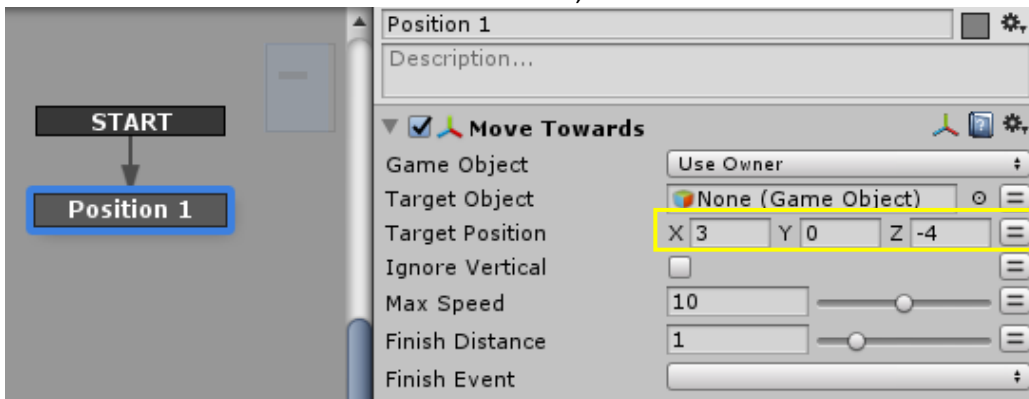 START
Position 1
Position 1
Description...
Move Towards
Game Object Use Owner
Target Object None (Game Object)
Target Position X 3 Y 0 Z -4
Ignore Vertical
Max Speed 10
Finish Distance 1
Finish Event